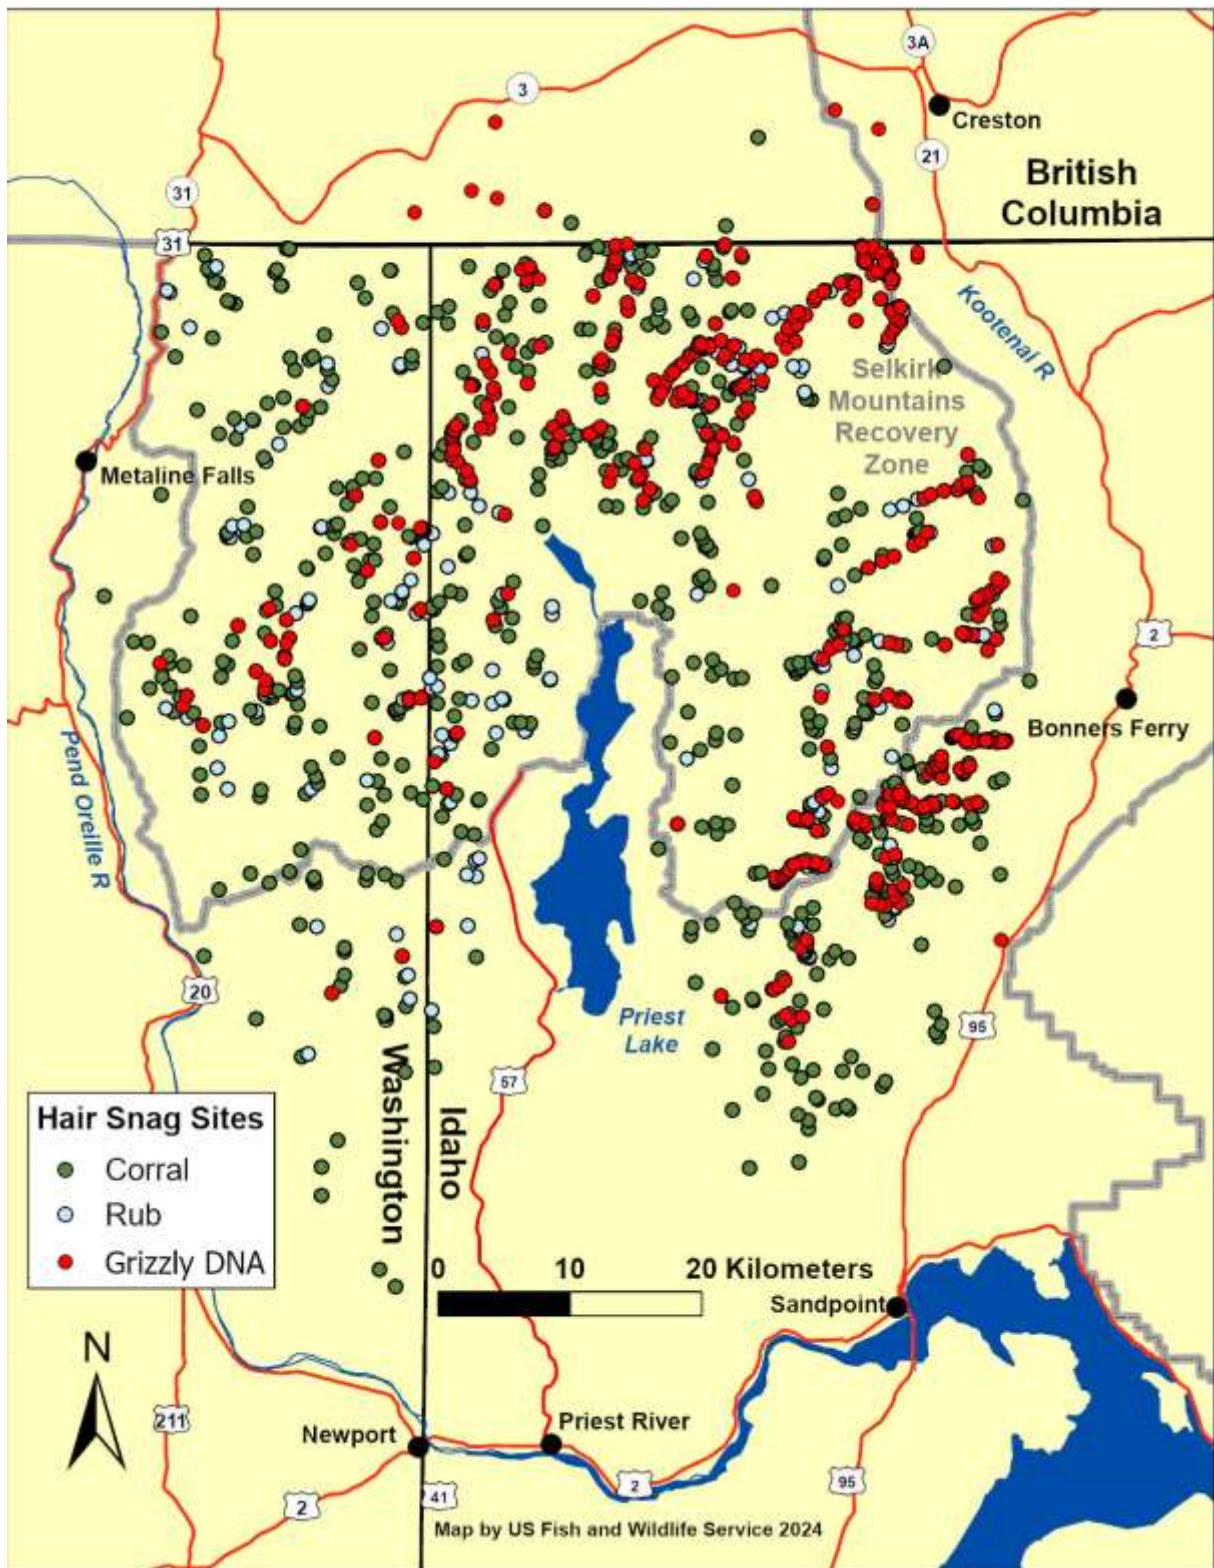 3A
3
Creston
21
31
British
Columbia
31
Kootenai R
Selkirk
Mountains
Recovery
Zone
Metaline Falls
2
Bonners Ferry
Pend Oreille R
20
Priest
Lake
95
57
Washington
Idaho
Hair Snag Sites
Corral
Rub
Grizzly DNA
0 10 20 Kilometers
Sandpoint
N
211
Newport
Priest River
2
95
41
2
Map by US Fish and Wildlife Service 2024